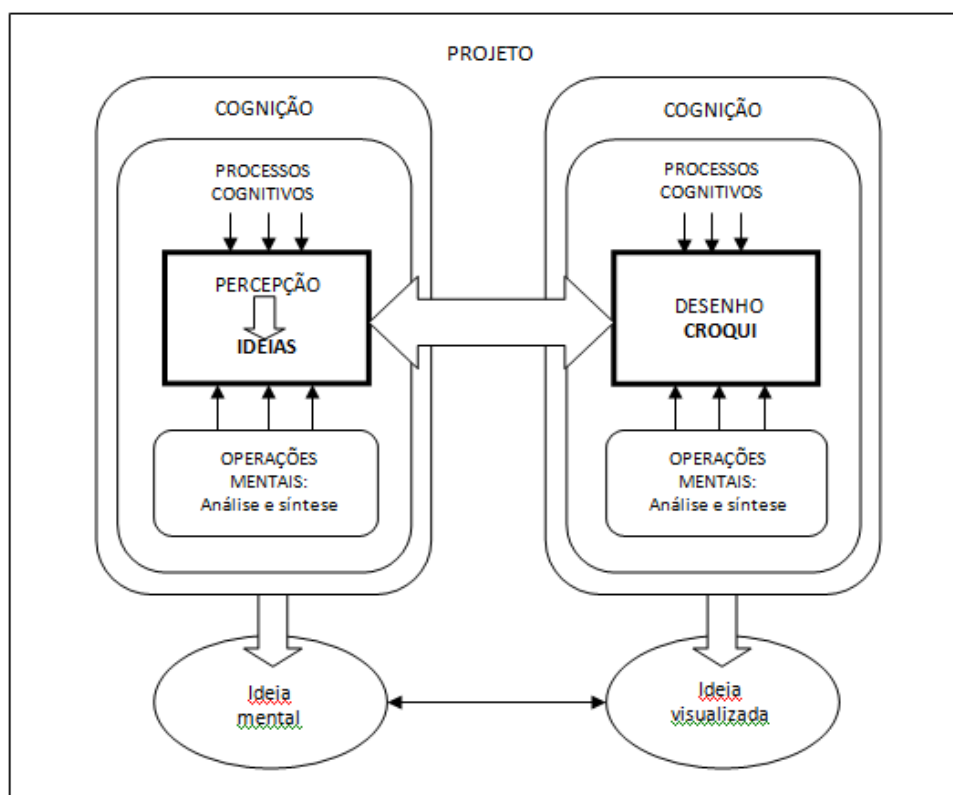 PROJETO
COGNIÇÃO
PROCESSOS
COGNITIVOS
PERCEPÇÃO
IDEIAS
OPERAÇÕES
MENTAIS:
Análise e síntese
Ideia
mental
COGNIÇÃO
PROCESSOS
COGNITIVOS
DESENHO
CROQUI
OPERAÇÕES
MENTAIS:
Análise e síntese
Ideia
visualizada